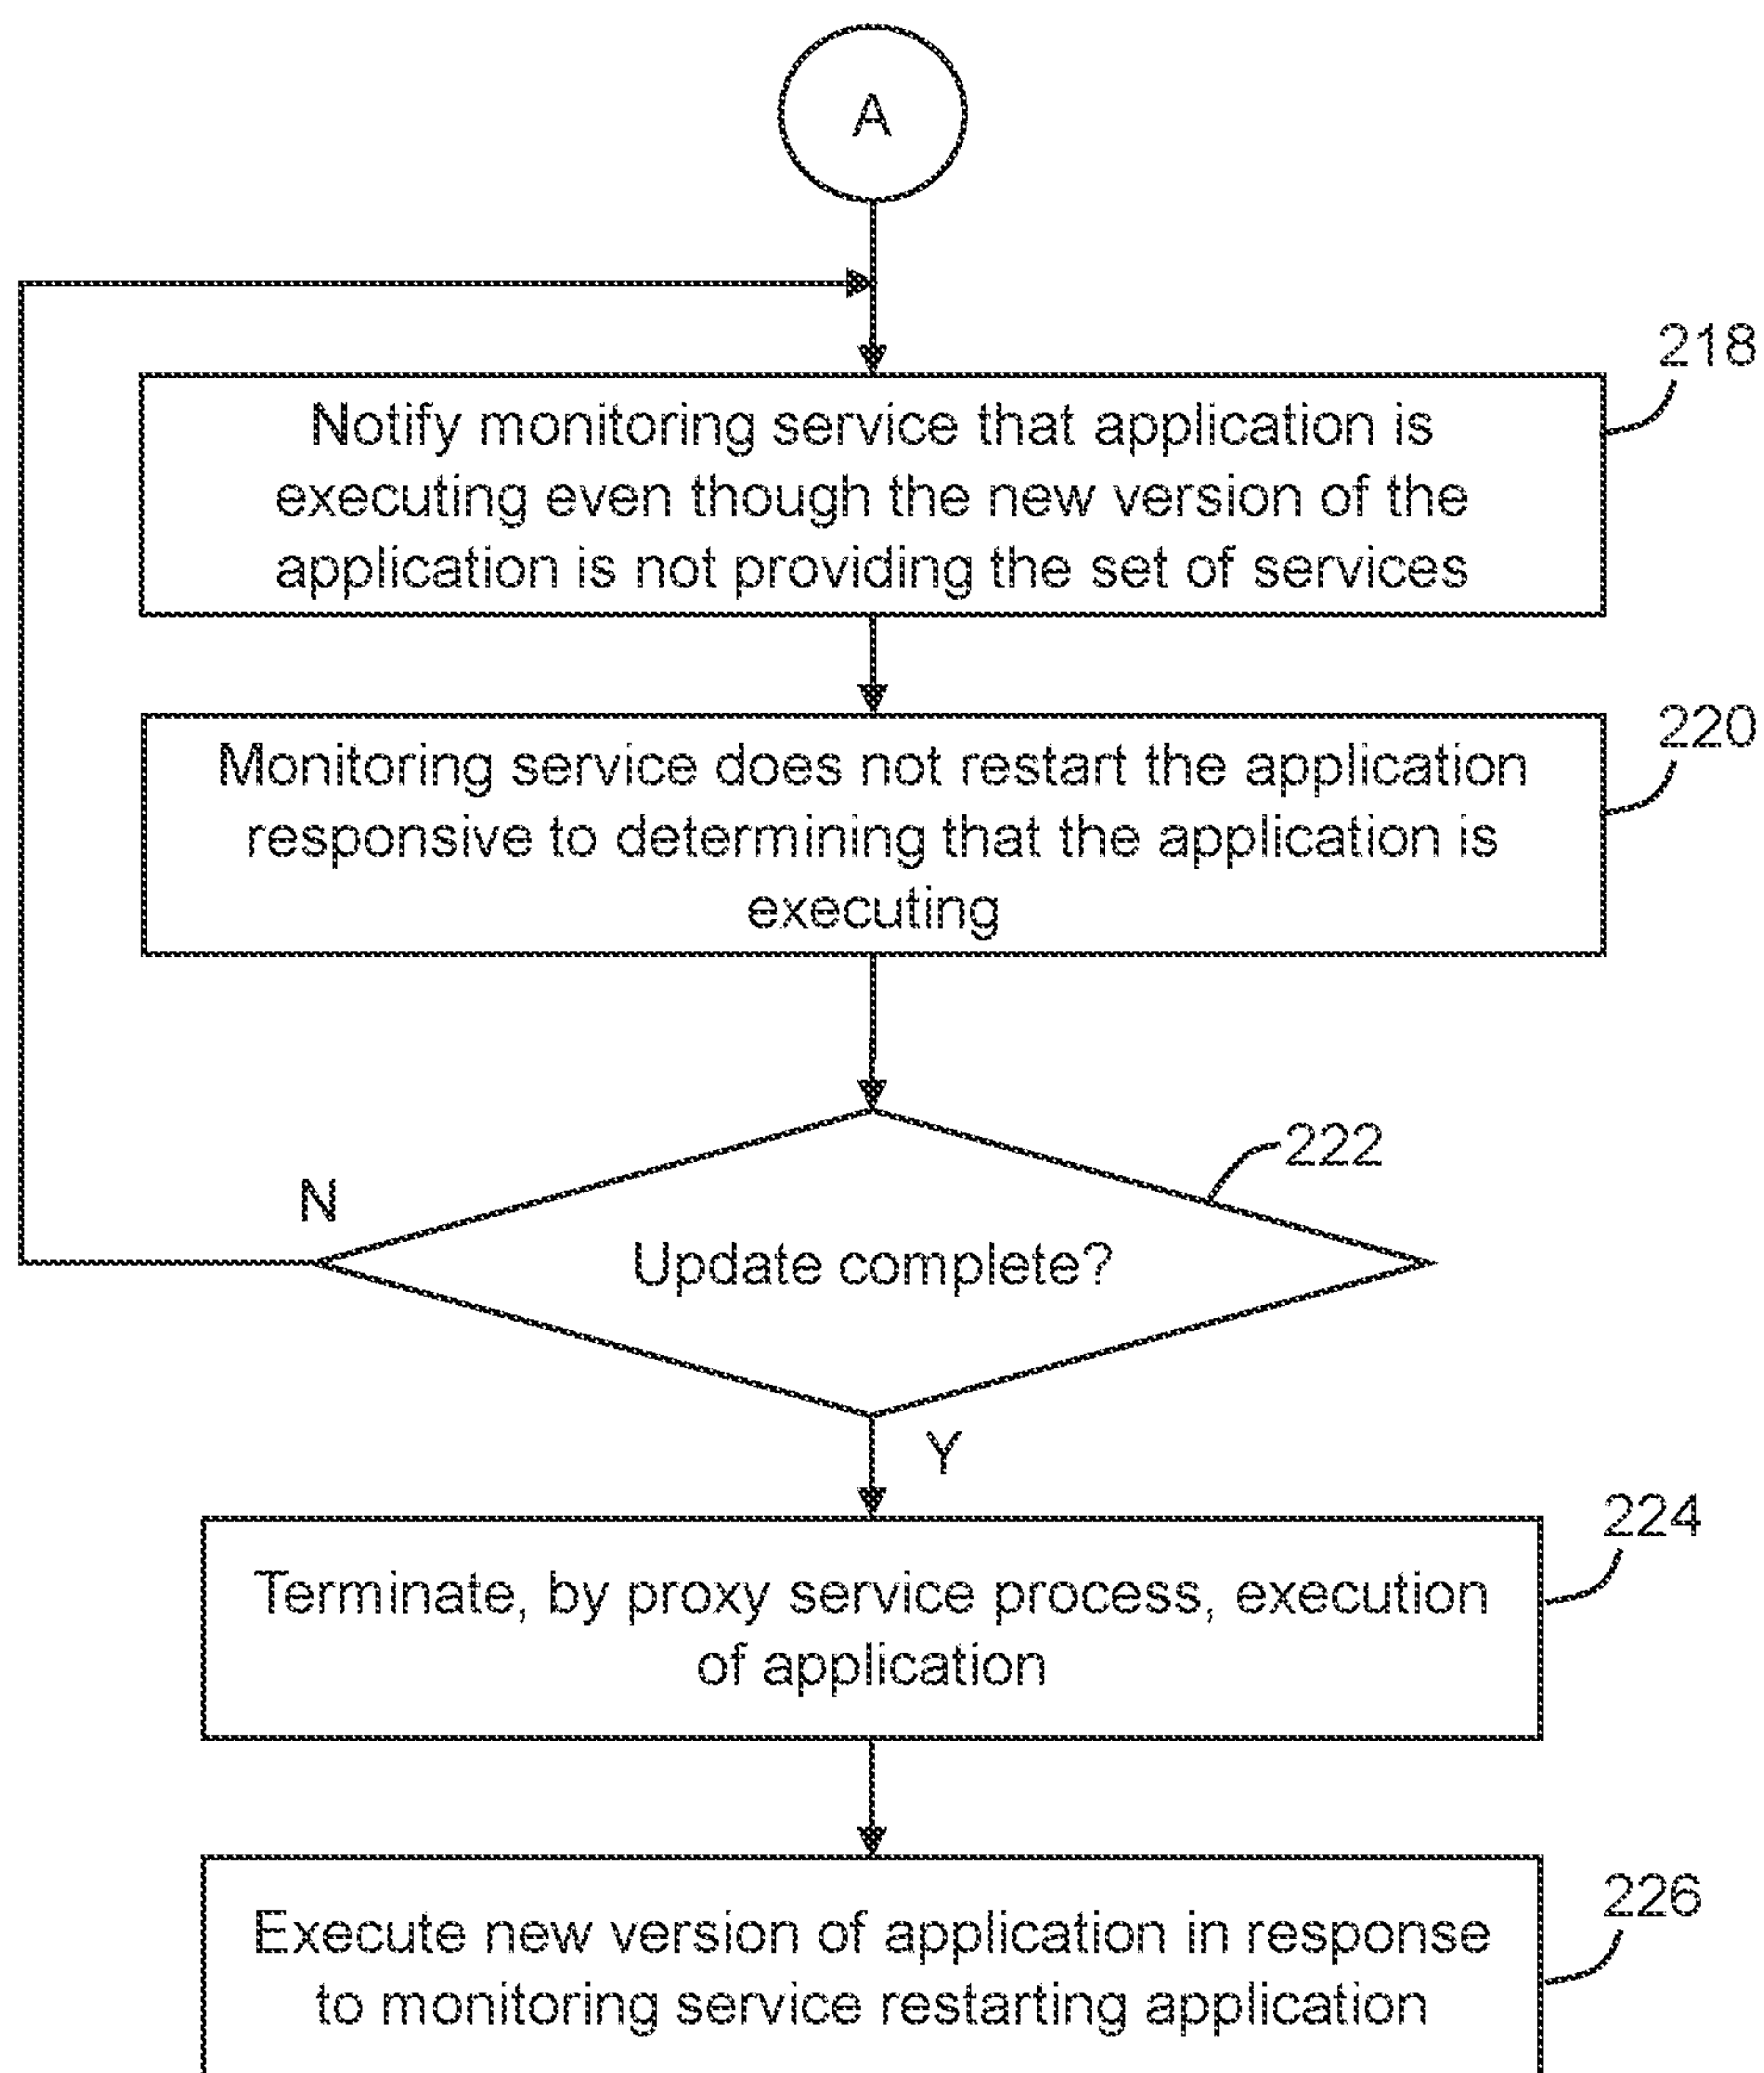 A
218
Notify monitoring service that application is
executing even though the new version of the
application is not providing the set of services
220
Monitoring service does not restart the application
responsive to determining that the application is
executing
222
N
Update complete?
Y
224
Terminate, by proxy service process, execution
of application
226
Execute new version of application in response
to monitoring service restarting application